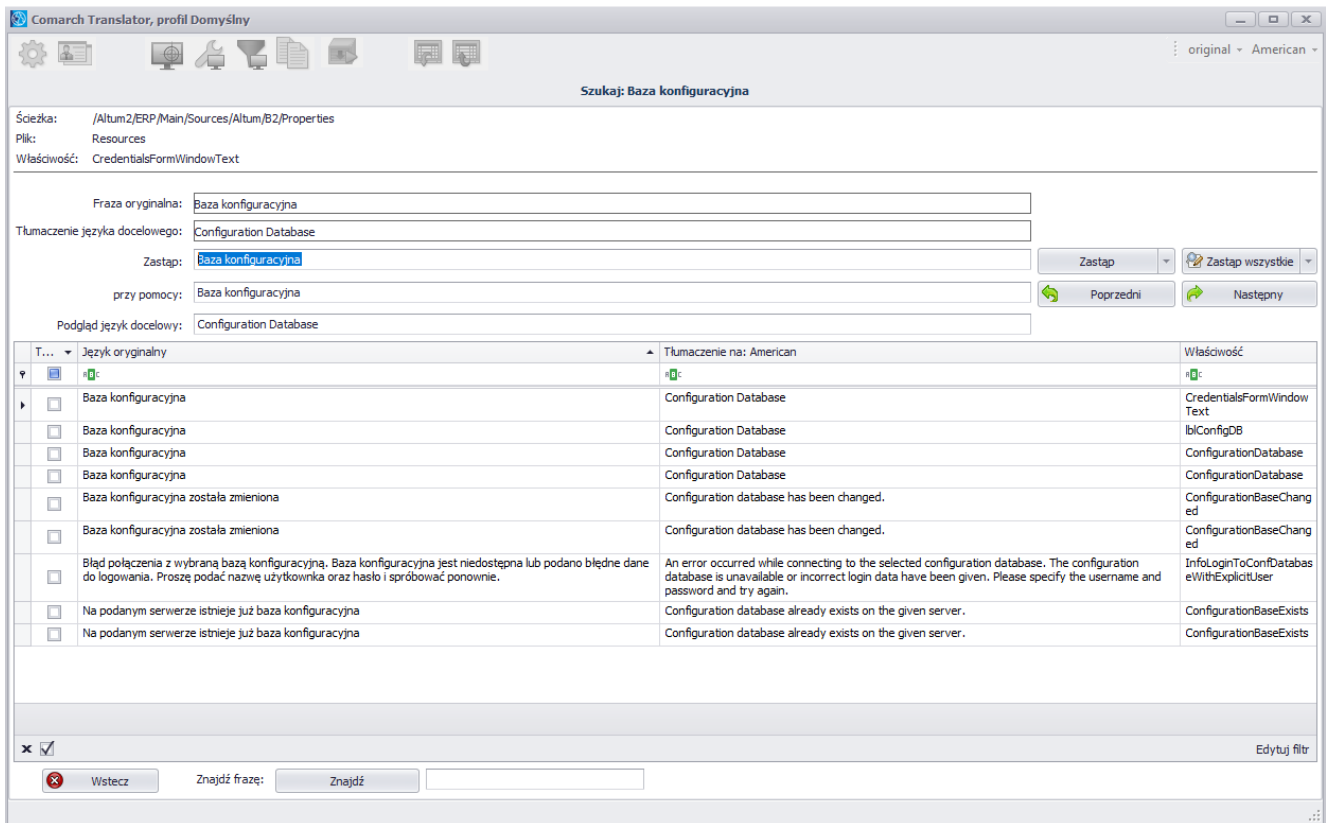 Comarch Translator, profil Domyślny
original American
Szukaj: Baza konfiguracyjna
Ścieżka: /Altum2/ERP/Main/Sources/Altum/B2/Properties
Plik: Resources
Właściwość: CredentialsFormWindowText
Fraza oryginalna: Baza konfiguracyjna
Tłumaczenie języka docelowego: Configuration Database
Zastąp: Baza konfiguracyjna Zastąp Zastąp wszystkie
przy pomocy: Baza konfiguracyjna Poprzedni Następny
Podgląd język docelowy: Configuration Database
T... Język oryginalny Tłumaczenie na: American Właściwość
Baza konfiguracyjna Configuration Database CredentialsFormWindow
Text
Baza konfiguracyjna Configuration Database lblConfigDB
Baza konfiguracyjna Configuration Database ConfigurationDatabase
Baza konfiguracyjna Configuration Database ConfigurationDatabase
Baza konfiguracyjna została zmieniona Configuration database has been changed. ConfigurationBaseChang
ed
Baza konfiguracyjna została zmieniona Configuration database has been changed. ConfigurationBaseChang
ed
Błąd połączenia z wybraną bazą konfiguracyjną. Baza konfiguracyjna jest niedostępna lub podano błędne dane An error occurred while connecting to the selected configuration database. The configuration InfoLoginToConfDatabas
do logowania. Proszę podać nazwę użytkownka oraz hasło i spróbować ponownie. database is unavailable or incorrect login data have been given. Please specify the username and eWithExplicitUser
password and try again.
Na podanym serwerze istnieje już baza konfiguracyjna Configuration database already exists on the given server. ConfigurationBaseExists
Na podanym serwerze istnieje już baza konfiguracyjna Configuration database already exists on the given server. ConfigurationBaseExists
Edytuj filtr
Wstecz Znajdź frazę: Znajdź